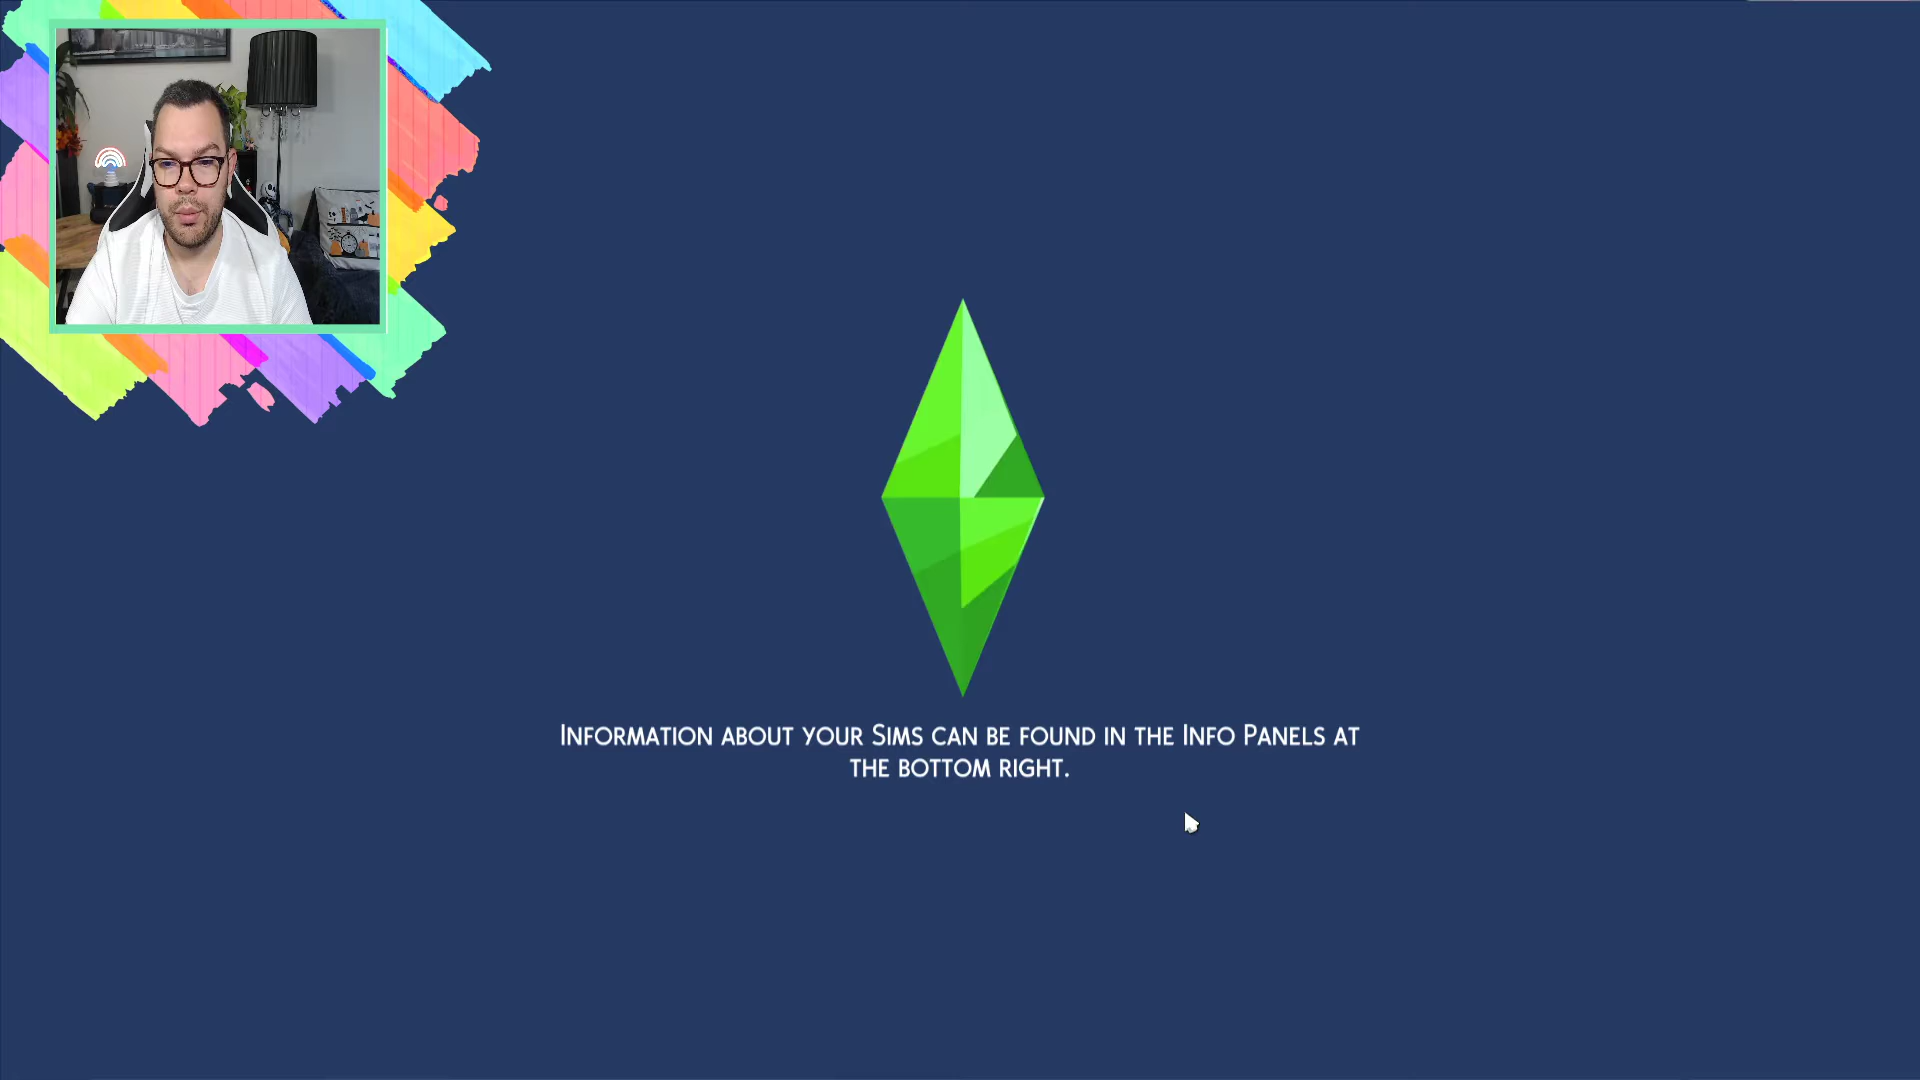 Information about your Sims can be found in the Info Panels at
the bottom right.